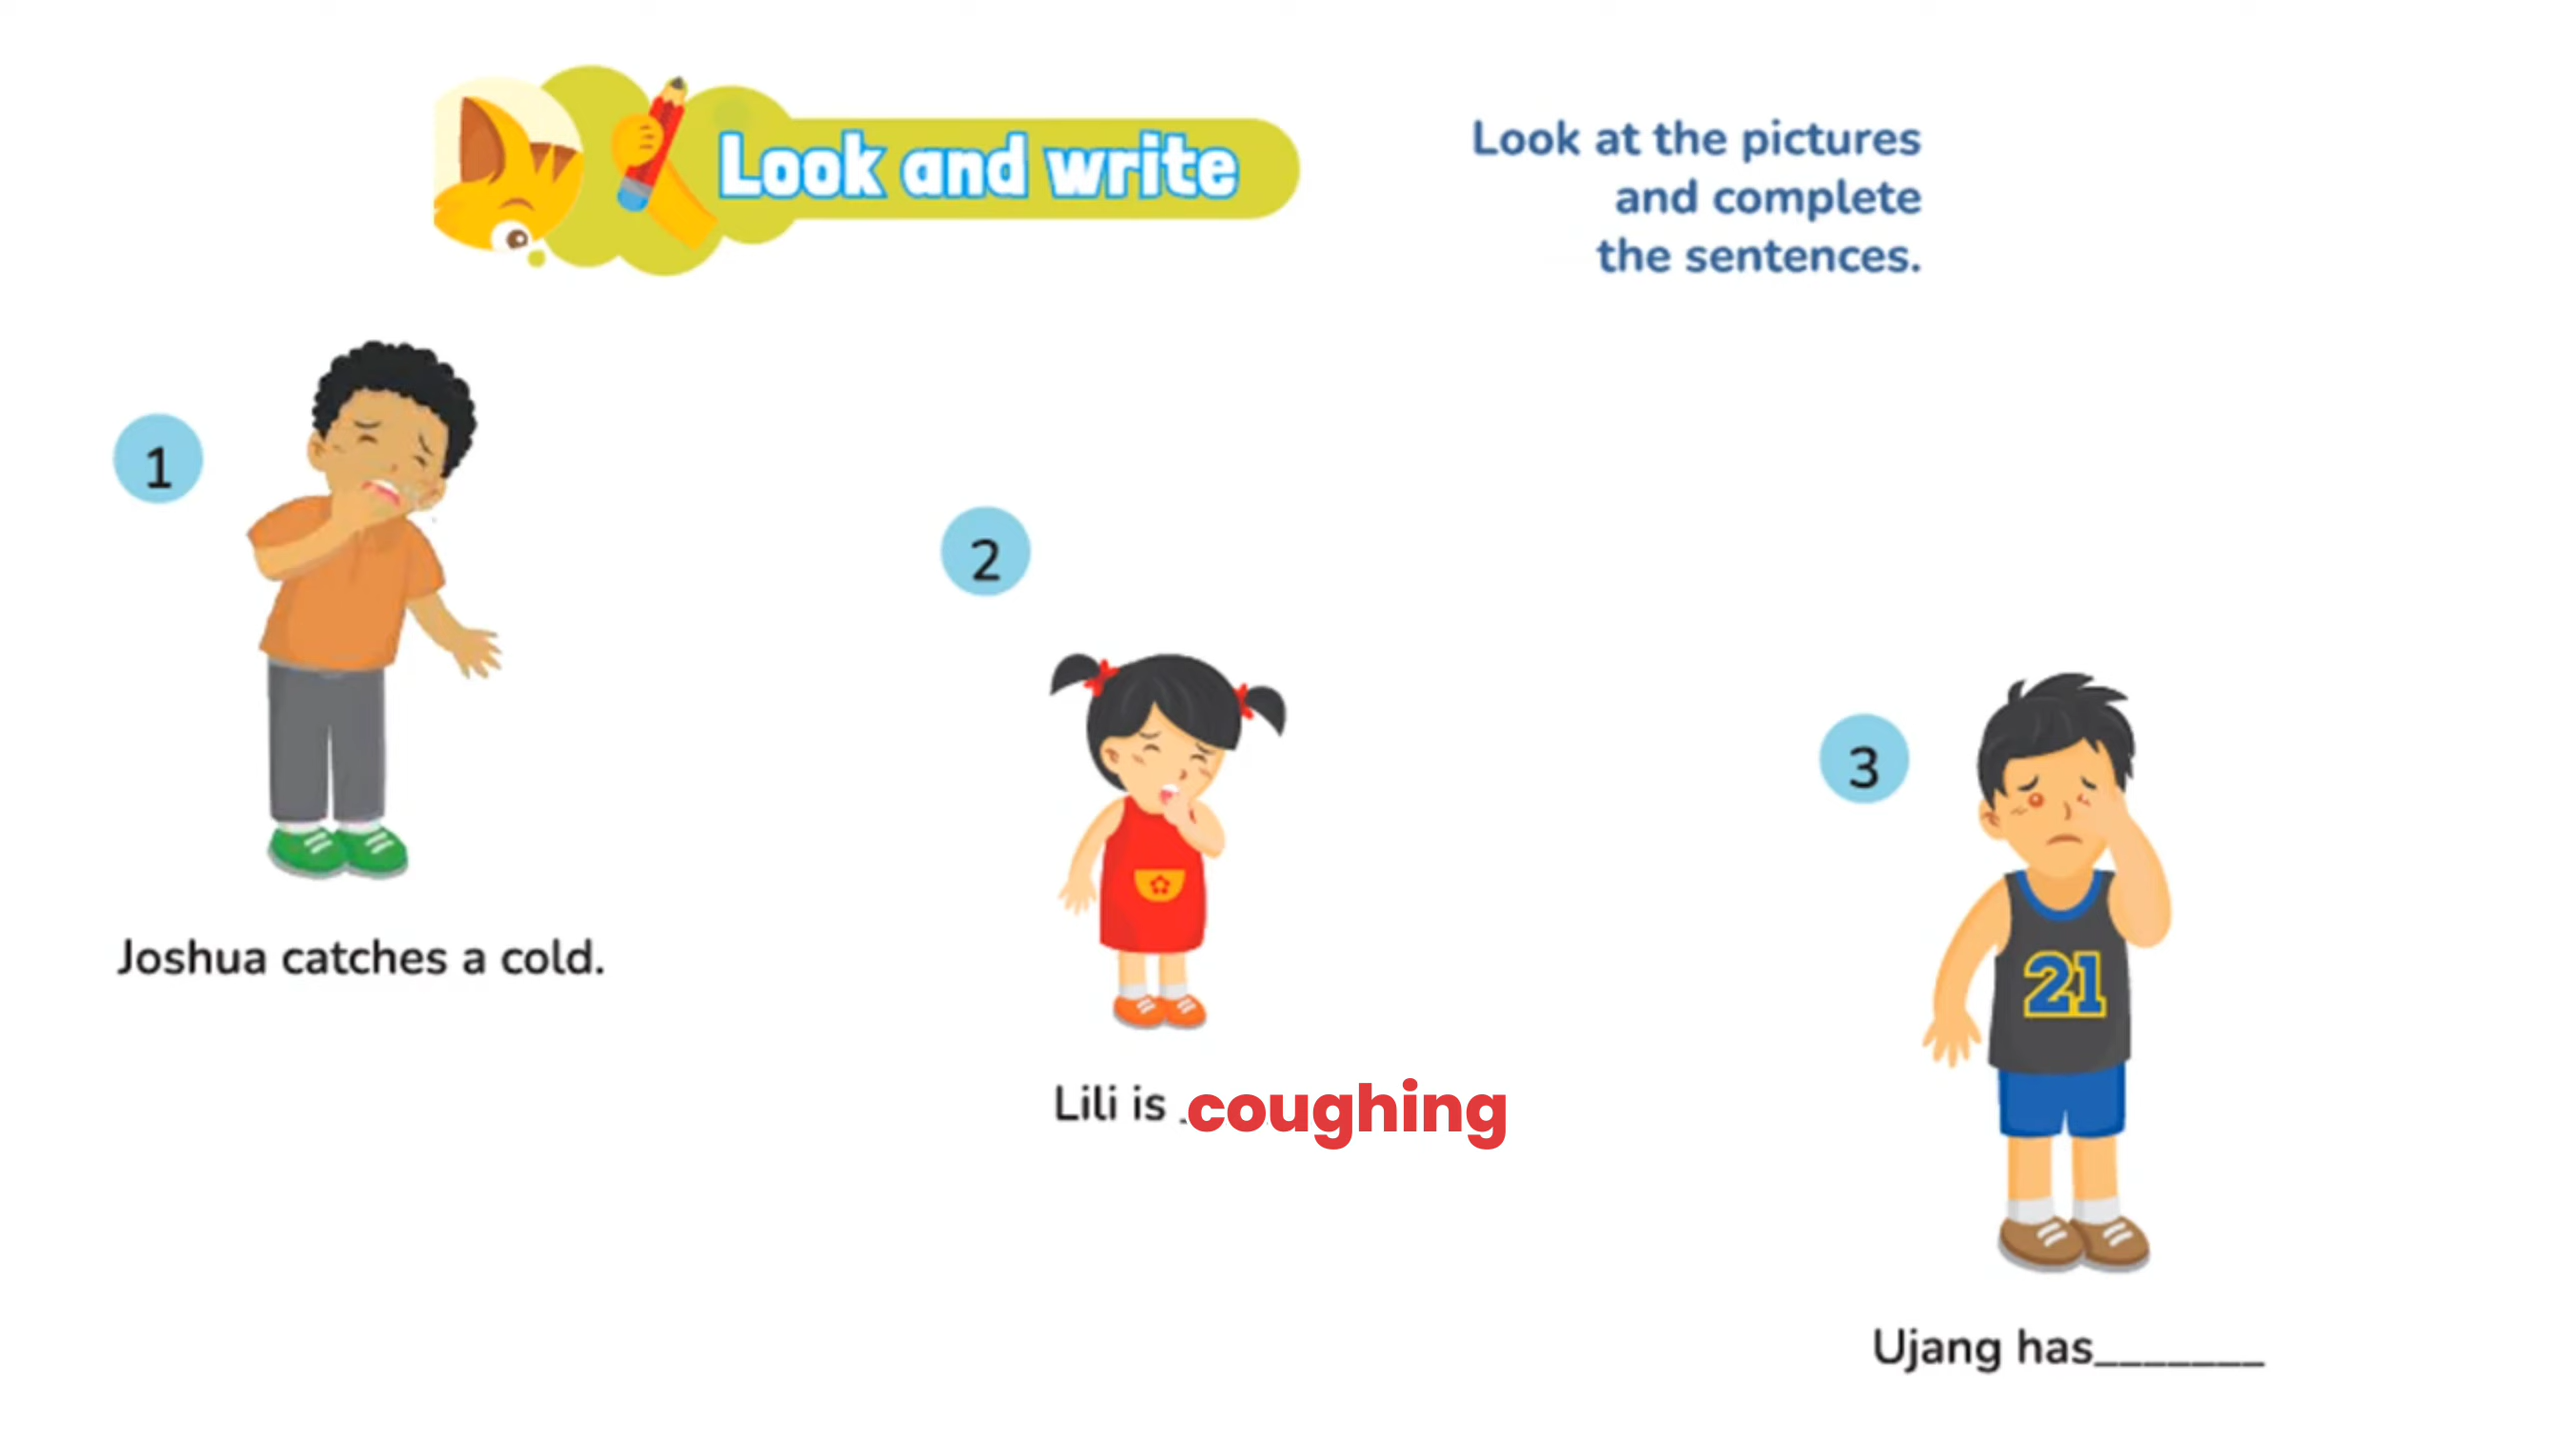 Look and write
Look at the pictures
and complete
the sentences.
1
Joshua catches a cold.
2
Lili is .coughing
3
21
Ujang has_______